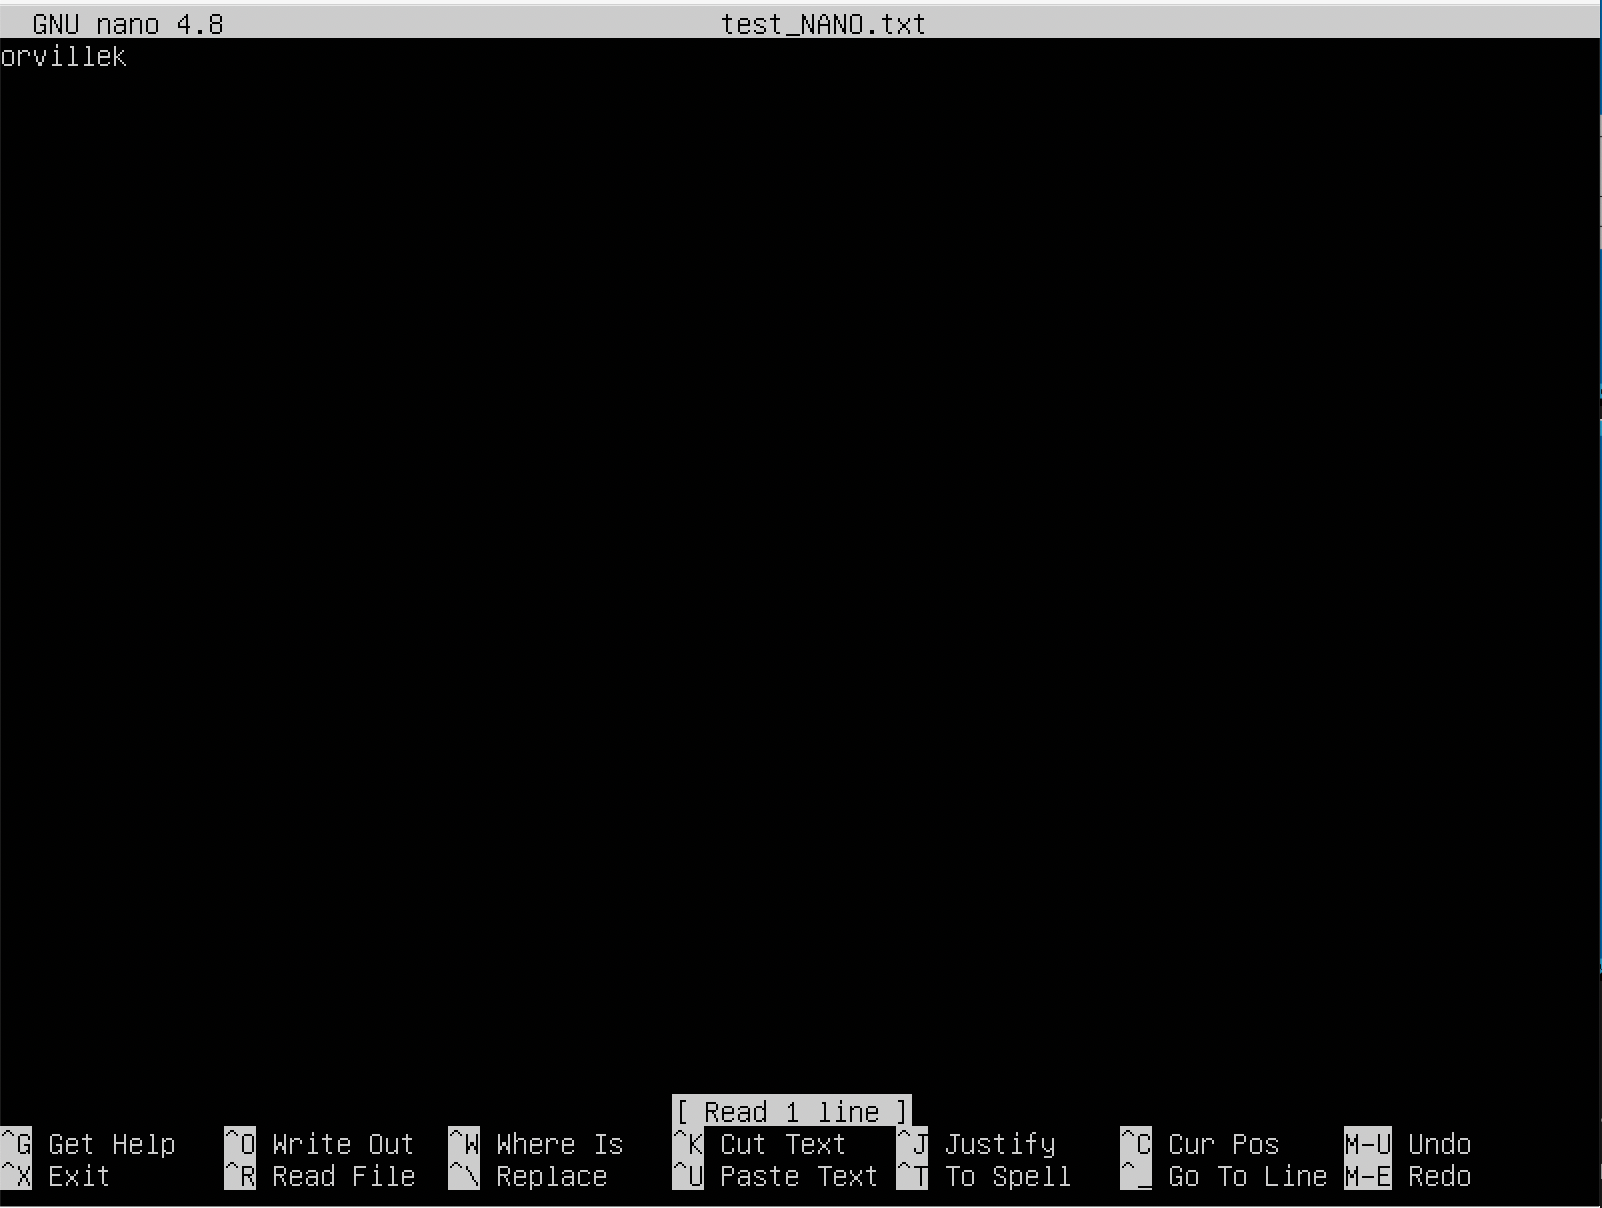 GNU nano 4.8 test_NANO.txt
orvillek
[ Read 1 line ]
^G Get Help ^O Write Out ^W Where Is ^K Cut Text ^J Justify ^C Cur Pos M-U Undo
^X Exit ^R Read File ^\ Replace ^U Paste Text ^T To Spell ^_ Go To Line M-E Redo